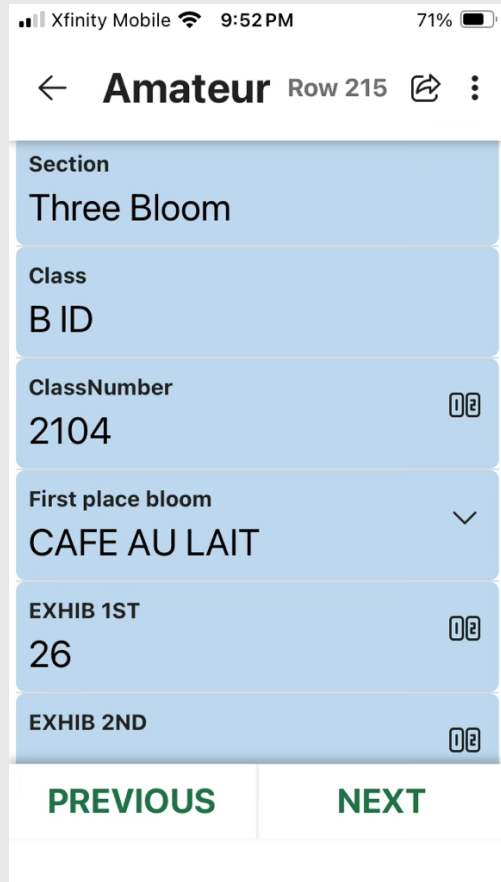 Xfinity Mobile 9:52 PM 71%
Amateur Row 215
Section
Three Bloom
Class
B ID
ClassNumber
2104
First place bloom
CAFE AU LAIT
EXHIB 1ST
26
EXHIB 2ND
PREVIOUS NEXT